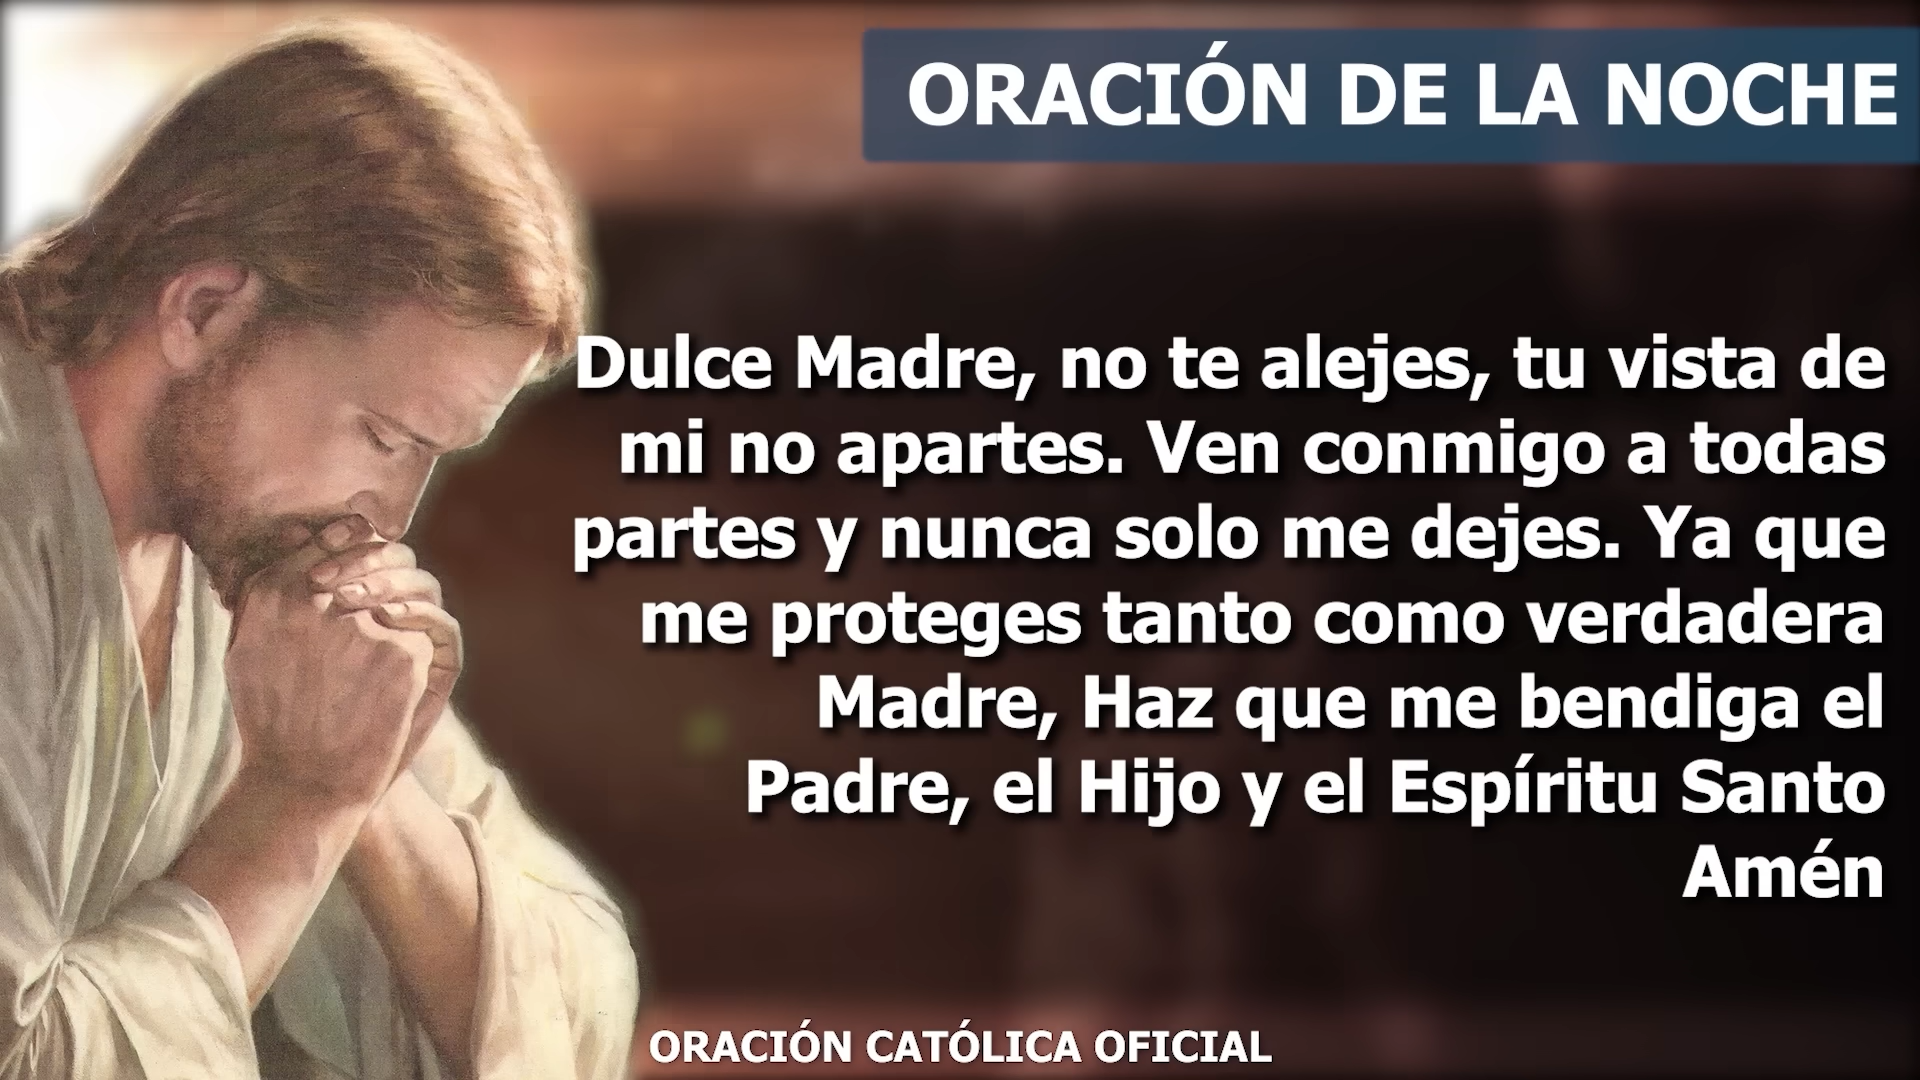 ORACIÓN DE LA NOCHE
Dulce Madre, no te alejes, tu vista de
mi no apartes. Ven conmigo a todas
partes y nunca solo me dejes. Ya que
me proteges tanto como verdadera
Madre, Haz que me bendiga el
Padre, el Hijo y el Espíritu Santo
Amén
ORACIÓN CATÓLICA OFICIAL